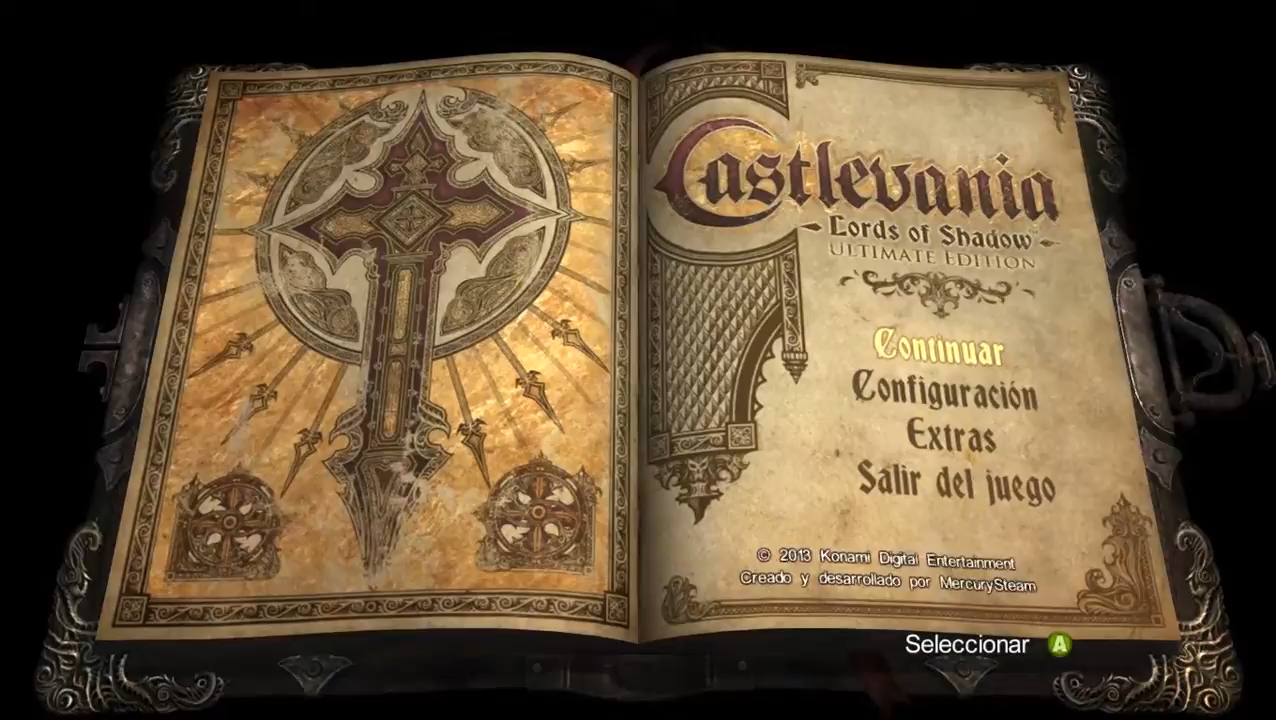 Castlevania
Lords of Shadow
ULTIMATE EDITION
Continuar
Configuración
Extras
Salir del juego
© 2013 Konami Digital Entertainment
Creado y desarrollado por MercurySteam
Seleccionar A